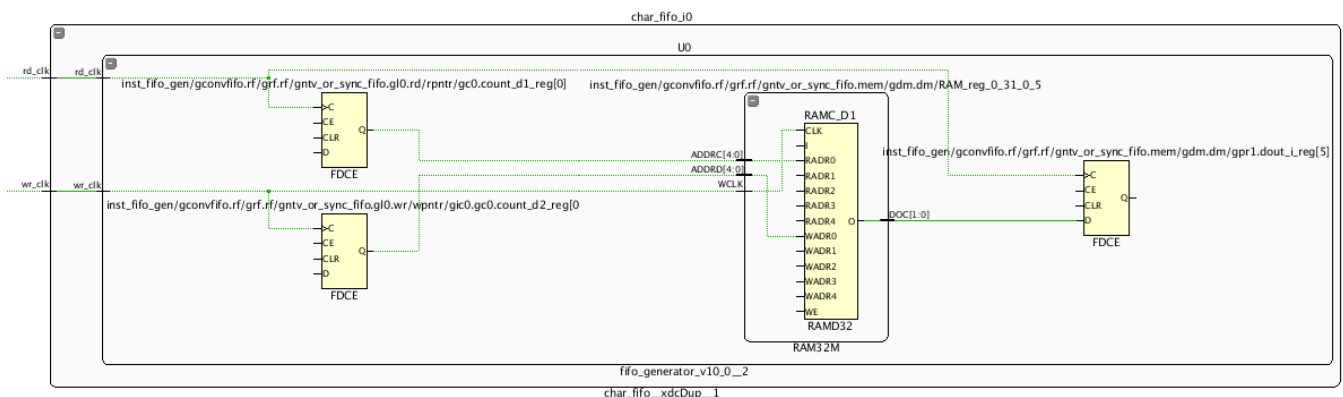 char_fifo_i0
U0
rd_clk
rd_clk
inst_fifo_gen/gconvfifo.rf/grf.rf/gntv_or_sync_fifo.gl0.rd/rpntr/gc0.count_d1_reg[0]
inst_fifo_gen/gconvfifo.rf/grf.rf/gntv_or_sync_fifo.mem/gdm.dm/RAM_reg_0_31_0_5
C
CE
CLR
D
Q
FDCE
wr_clk
wr_clk
inst_fifo_gen/gconvfifo.rf/grf.rf/gntv_or_sync_fifo.gl0.wr/wpntr/gic0.gc0.count_d2_reg[0
C
CE
CLR
D
Q
FDCE
ADDRC[4:0]
ADDRD[4:0]
WCLK
RAMC_D1
CLK
I
RADR0
RADR1
RADR2
RADR3
RADR4
O
WADR0
WADR1
WADR2
WADR3
WADR4
WE
RAMD32
RAM32M
DOC[1:0]
inst_fifo_gen/gconvfifo.rf/grf.rf/gntv_or_sync_fifo.mem/gdm.dm/gpr1.dout_i_reg[5]
C
CE
CLR
D
Q
FDCE
fifo_generator_v10_0__2
char_fifo__xdcDup__1